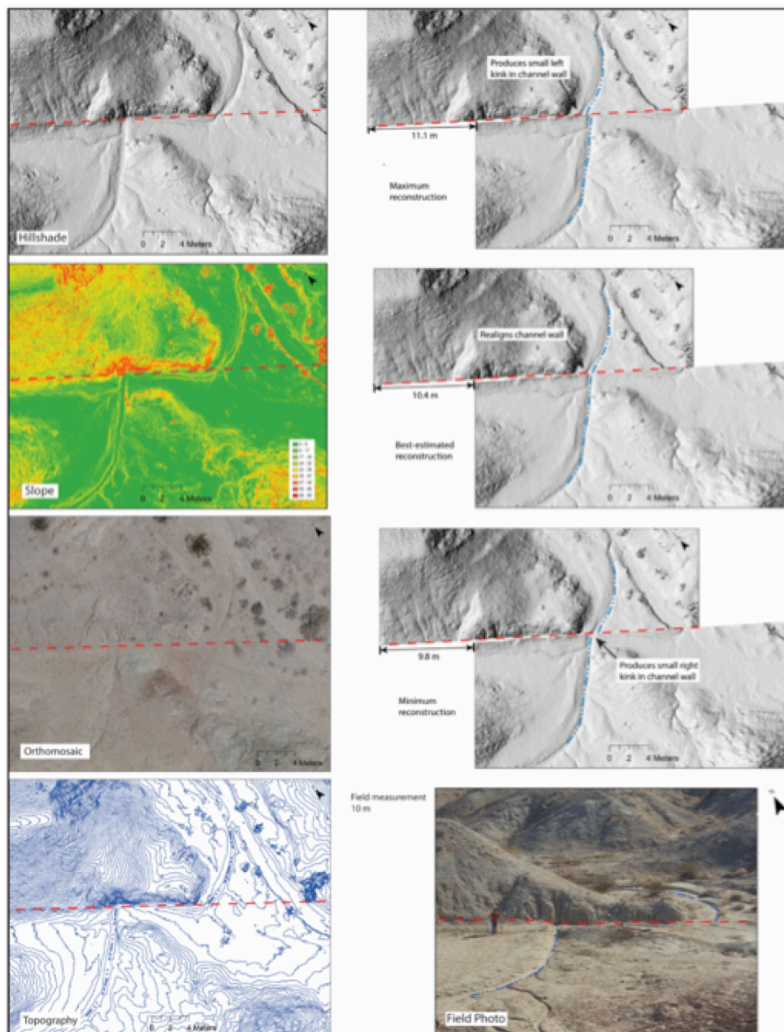 Hillshade
0 2 4 Meters
Produces small left
kink in channel wall
11.1 m
Maximum
reconstruction
0 2 4 Meters
Slope
0 2 4 Meters
Realigns channel wall
10.4 m
Best-estimated
reconstruction
0 2 4 Meters
Orthomosaic
0 2 4 Meters
9.8 m
Produces small right
kink in channel wall
Minimum
reconstruction
0 2 4 Meters
Topography
0 2 4 Meters
Field measurement
10 m
Field Photo